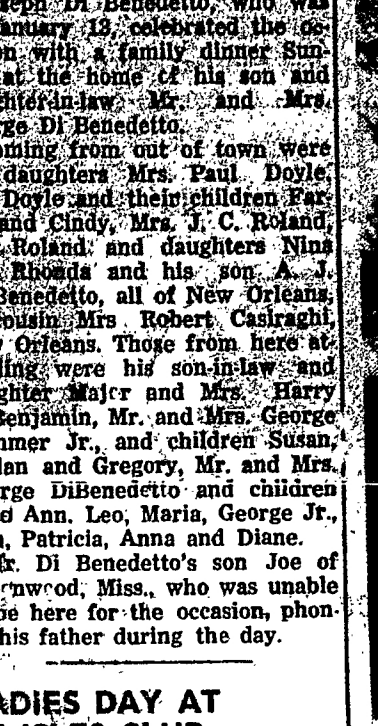 seph Di Benedetto, who was
anuary 13, celebrated the oc-
on with a family dinner Sun-
at the home of his son and
ghter-in-law Mr. and Mrs.
rge Di Benedetto.
oming from out of town were
daughters Mrs. Paul Doyle,
Doyle and their children Far-
and Cindy, Mrs. J. C. Roland,
Roland and daughters Nina
Rhonda and his son A. J.
Benedetto, all of New Orleans,
cousin Mrs Robert Casiraghi,
w Orleans. Those from here at-
ding were his son-in-law and
ghter Major and Mrs. Harry
Benjamin, Mr. and Mrs. George
mmer Jr., and children Susan,
lan and Gregory, Mr. and Mrs.
rge DiBenedetto and children
d Ann, Leo, Maria, George Jr.,
n, Patricia, Anna and Diane.
r. Di Benedetto's son Joe of
enwood, Miss., who was unable
be here for the occasion, phon-
his father during the day.
ADIES DAY AT